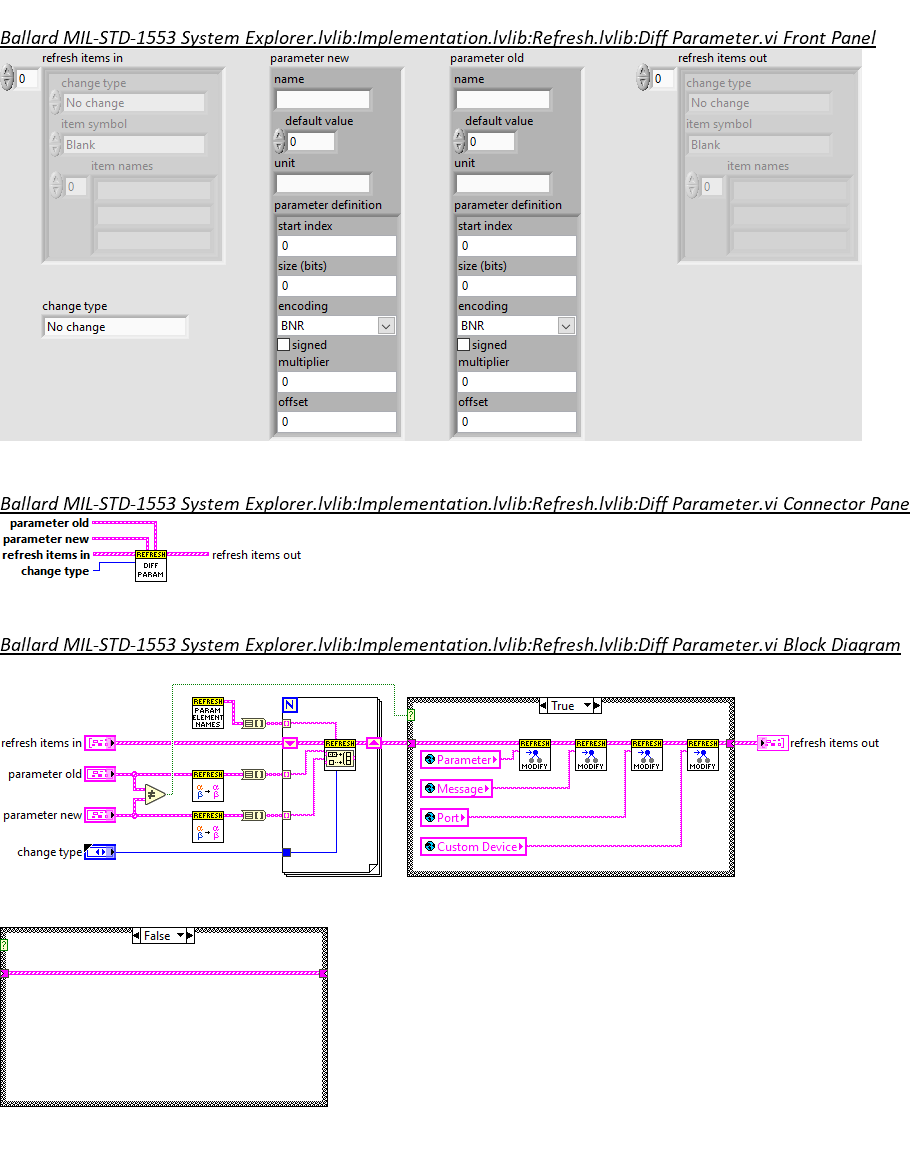 Ballard MIL-STD-1553 System Explorer.lvlib:Implementation.lvlib:Refresh.lvlib:Diff Parameter.vi Front Panel
refresh items in
parameter new
parameter old
refresh items out
0
change type
No change
item symbol
Blank
item names
0
name
default value
0
unit
parameter definition
start index
0
size (bits)
0
encoding
BNR
signed
multiplier
0
offset
0
name
default value
0
unit
parameter definition
start index
0
size (bits)
0
encoding
BNR
signed
multiplier
0
offset
0
0
change type
No change
item symbol
Blank
item names
0
change type
No change
Ballard MIL-STD-1553 System Explorer.lvlib:Implementation.lvlib:Refresh.lvlib:Diff Parameter.vi Connector Pane
parameter old
parameter new
refresh items in
change type
REFRESH
DIFF
PARAM
refresh items out
Ballard MIL-STD-1553 System Explorer.lvlib:Implementation.lvlib:Refresh.lvlib:Diff Parameter.vi Block Diagram
REFRESH
PARAM
ELEMENT
NAMES
N
True
?
refresh items in
REFRESH
REFRESH
MODIFY
REFRESH
MODIFY
REFRESH
MODIFY
REFRESH
MODIFY
refresh items out
Parameter
parameter old
≠
REFRESH
α α
β → β
Message
parameter new
REFRESH
α α
β → β
Port
change type
Custom Device
False
?